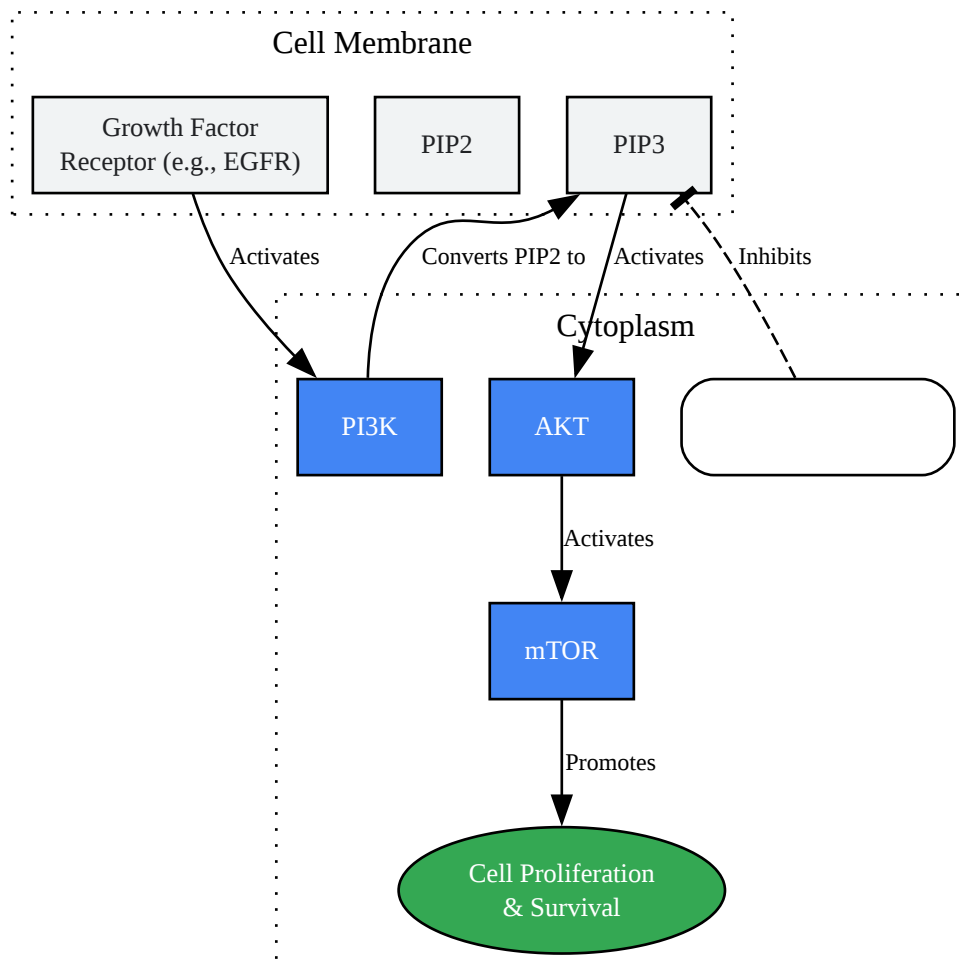 Cell Membrane
Growth Factor
Receptor (e.g., EGFR)
PIP2
PIP3
Activates
Converts PIP2 to
Activates
Inhibits
Cytoplasm
PI3K
AKT
Activates
mTOR
Promotes
Cell Proliferation
& Survival